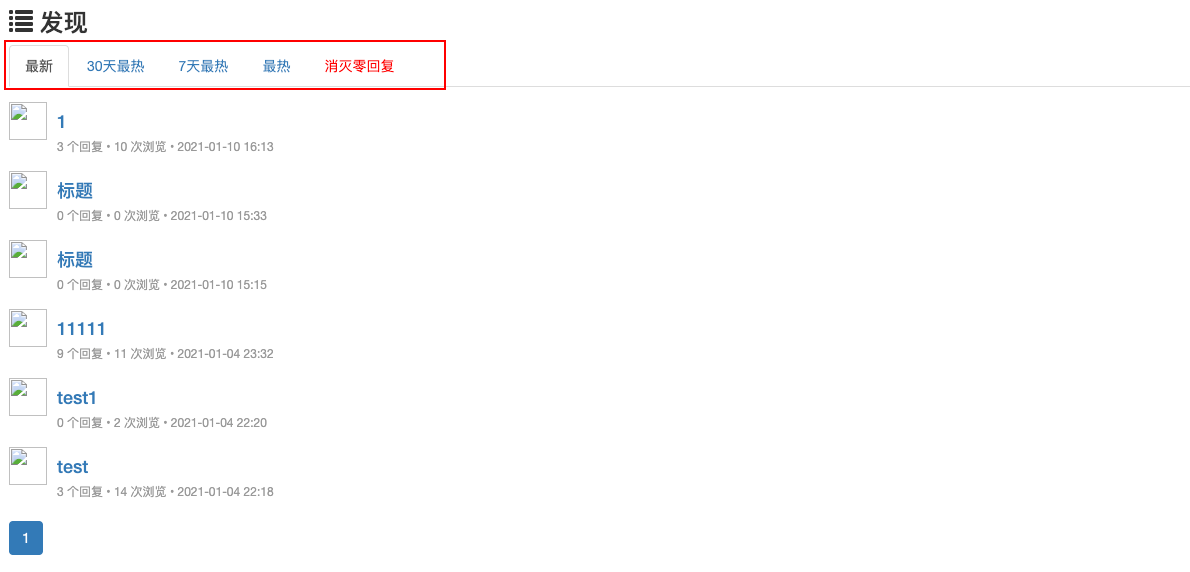 发现
最新 30天最热 7天最热 最热 消灭零回复
1
3 个回复 • 10 次浏览 • 2021-01-10 16:13
标题
0 个回复 • 0 次浏览 • 2021-01-10 15:33
标题
0 个回复 • 0 次浏览 • 2021-01-10 15:15
11111
9 个回复 • 11 次浏览 • 2021-01-04 23:32
test1
0 个回复 • 2 次浏览 • 2021-01-04 22:20
test
3 个回复 • 14 次浏览 • 2021-01-04 22:18
1